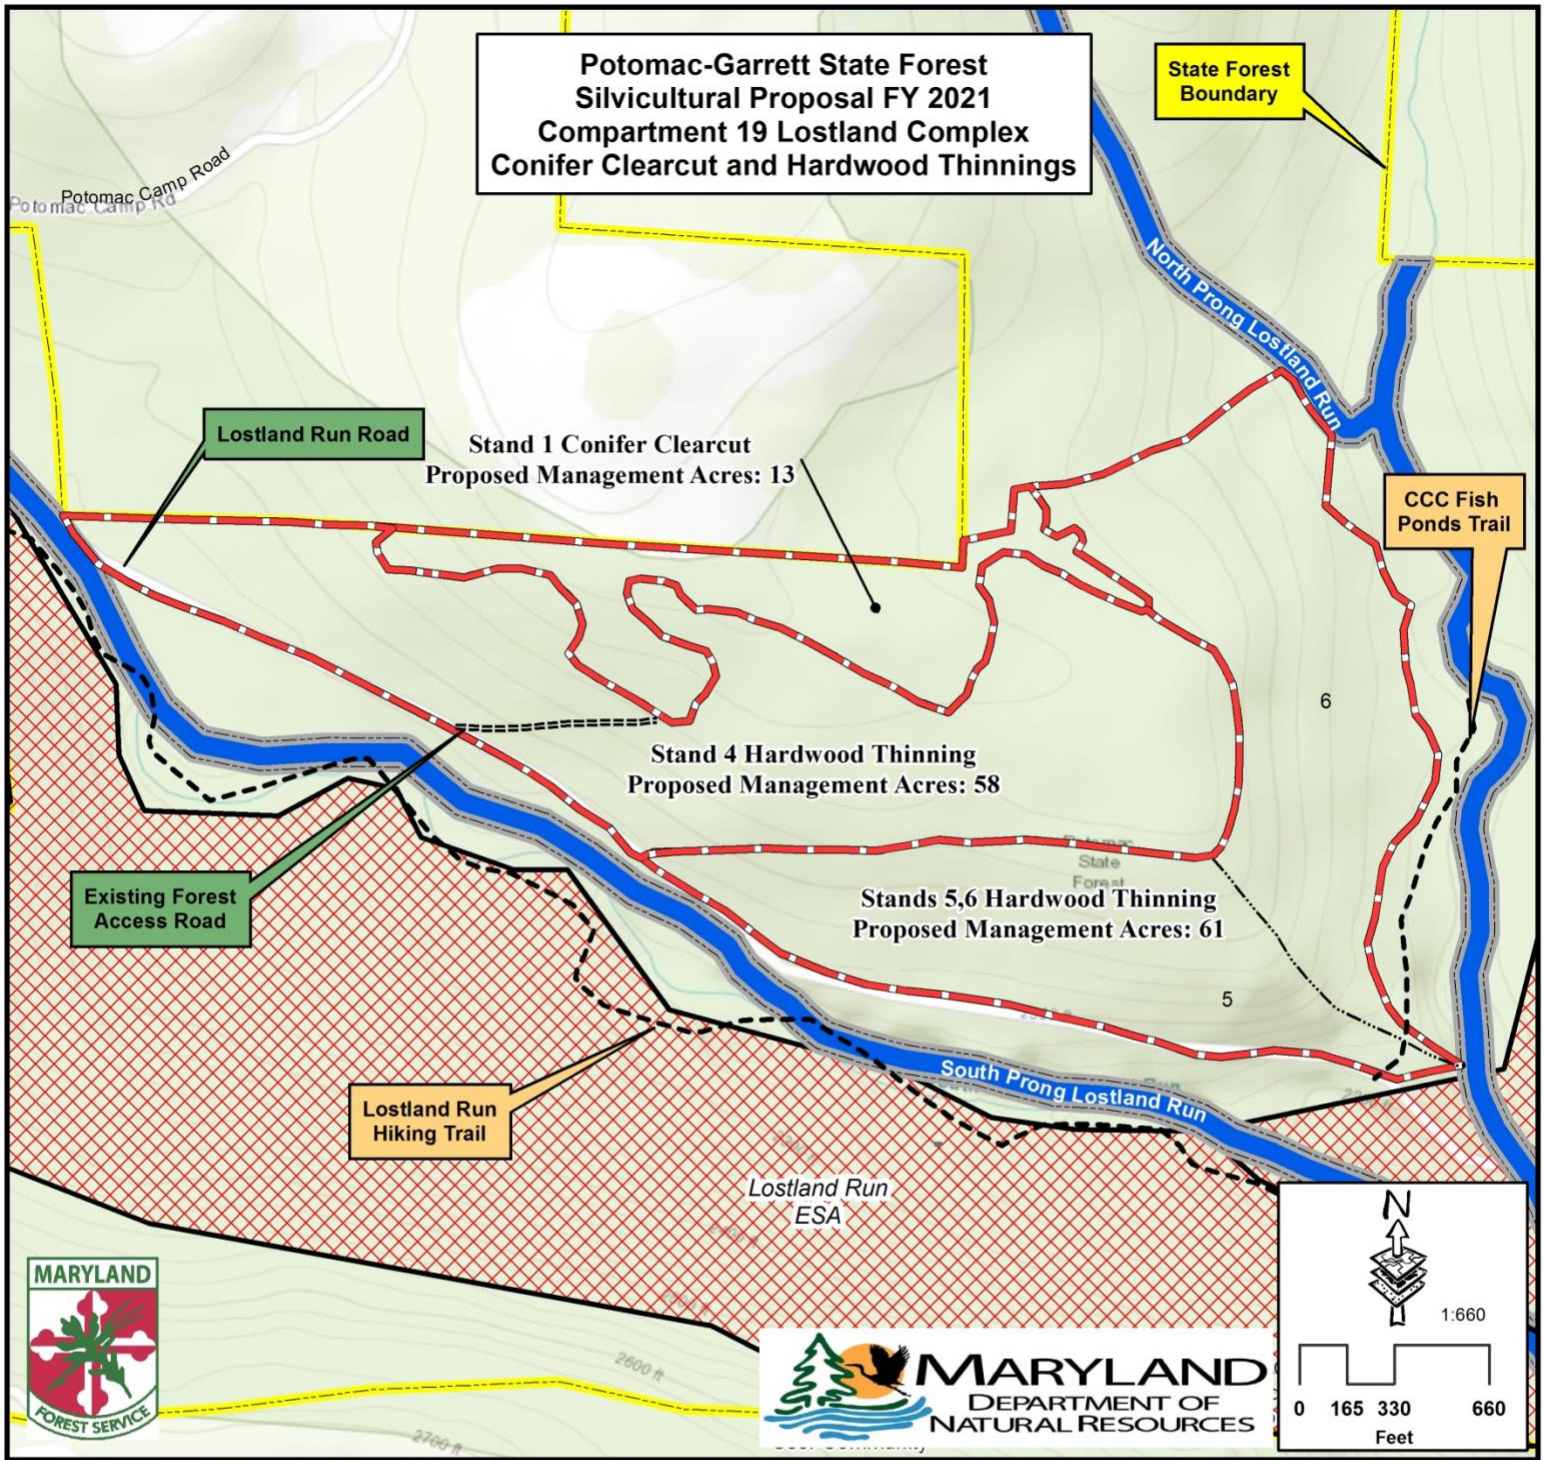 Potomac-Garrett State Forest
Silvicultural Proposal FY 2021
Compartment 19 Lostland Complex
Conifer Clearcut and Hardwood Thinnings
State Forest
Boundary
Potomac Camp Road
Potomac Camp Rd
North Prong Lostland Run
Lostland Run Road
Stand 1 Conifer Clearcut
Proposed Management Acres: 13
CCC Fish
Ponds Trail
6
Stand 4 Hardwood Thinning
Proposed Management Acres: 58
Potomac
State
Forest
Existing Forest
Access Road
Stands 5,6 Hardwood Thinning
Proposed Management Acres: 61
5
South Prong Lostland Run
Run
Lostland Run
Hiking Trail
Lostland Run
ESA
N
1:660
0 165 330 660
Feet
MARYLAND
FOREST SERVICE
2600 ft
2700 ft
MARYLAND
DEPARTMENT OF
NATURAL RESOURCES